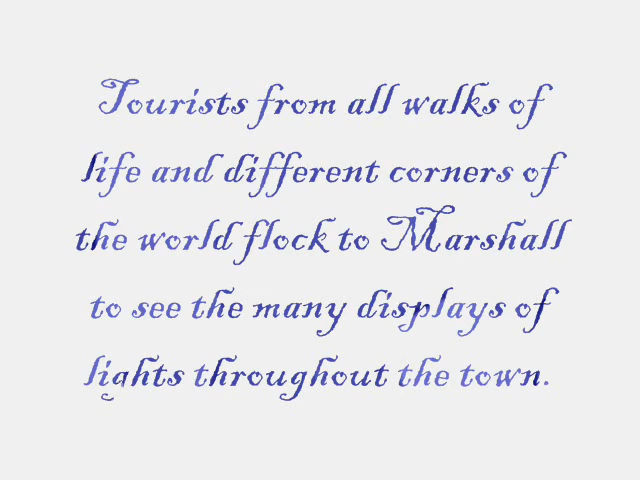 Tourists from all walks of
life and different corners of
the world flock to Marshall
to see the many displays of
lights throughout the town.